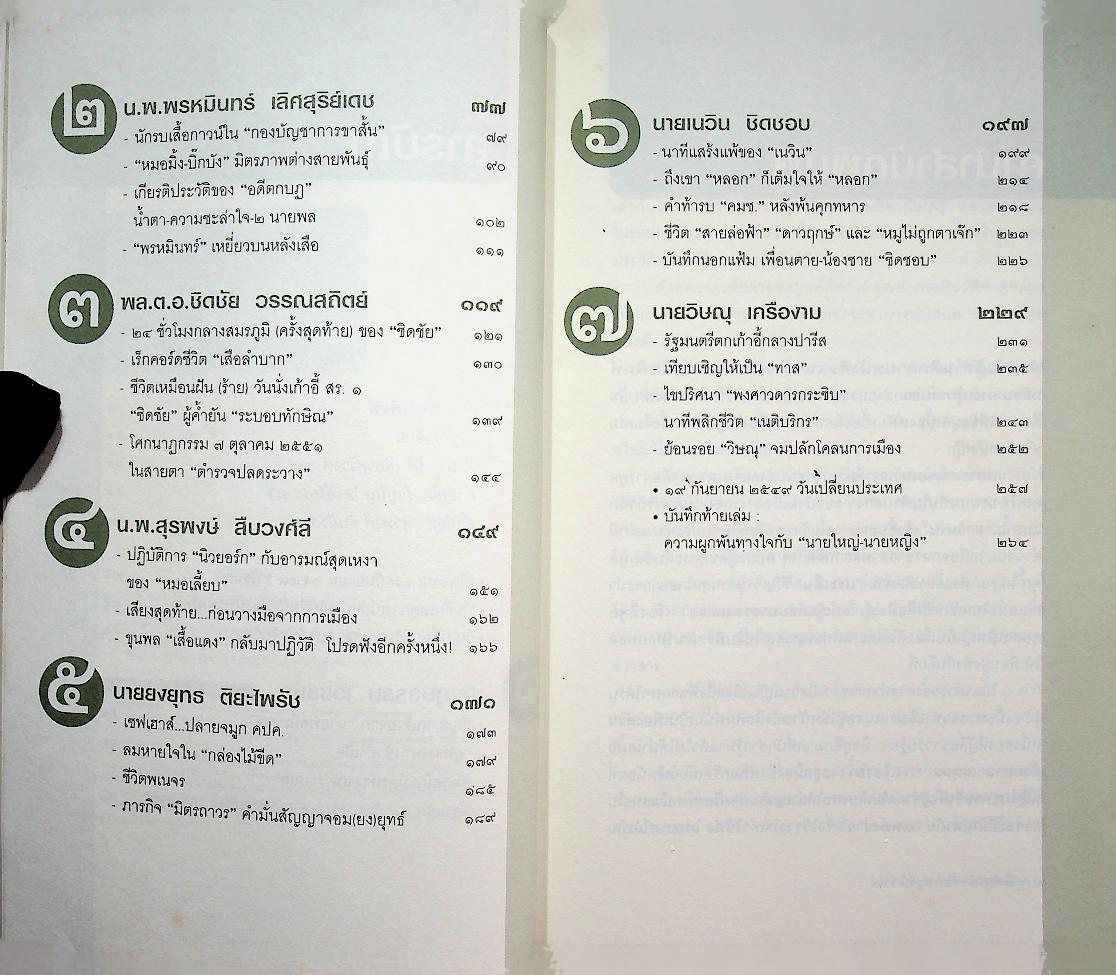 ๒ น.พ.พรหมินทร์ เลิศสุริย์เดช ๗๗
- นักรบเสื้อกาวน์ใน “กองบัญชาการขาสั้น” ๗๙
- “หมอมิ้ง-บิ๊กบัง” มิตรภาพต่างสายพันธุ์ ๙๐
- เกียรติประวัติของ “อดีตกบฏ”
น้ำตา-ความชะล่าใจ-๒ นายพล ๑๐๒
- “พรหมินทร์” เหยี่ยวบนหลังเสือ ๑๑๑
๓ พล.ต.อ.ชิดชัย วรรณสถิตย์ ๑๑๙
- ๒๔ ชั่วโมงกลางสมรภูมิ (ครั้งสุดท้าย) ของ “ชิดชัย” ๑๒๑
- เร็กคอร์ดชีวิต “เสือลำบาก” ๑๓๐
- ชีวิตเหมือนฝัน (ร้าย) วันนั่งเก้าอี้ สร. ๑
“ชิดชัย” ผู้ค้ำยัน “ระบอบทักษิณ” ๑๓๙
- โศกนาฏกรรม ๗ ตุลาคม ๒๕๕๑
ในสายตา “ตำรวจปลดระวาง” ๑๔๔
๔ น.พ.สุรพงษ์ สืบวงศ์ลี ๑๔๙
- ปฏิบัติการ “นิวยอร์ก” กับอารมณ์สุดเหงา
ของ “หมอเลี้ยบ” ๑๕๑
- เสียงสุดท้าย...ก่อนวางมือจากการเมือง ๑๖๒
- ขุนพล “เสื้อแดง” กลับมาปฏิวัติ โปรดฟังอีกครั้งหนึ่ง! ๑๖๖
๕ นายยงยุทธ ติยะไพรัช ๑๗๑
- เซฟเฮาส์...ปลายจมูก คปค. ๑๗๓
- ลมหายใจใน “กล่องไม้ขีด” ๑๗๙
- ชีวิตพเนจร ๑๘๕
- ภารกิจ “มิตรถาวร” คำมั่นสัญญาจอม(ยง)ยุทธ์ ๑๘๙
๖ นายเนวิน ชิดชอบ ๑๙๗
- นาทีแสร้งแพ้ของ “เนวิน” ๑๙๙
- ถึงเขา “หลอก” ก็เต็มใจให้ “หลอก” ๒๑๔
- คำท้ารบ “คมช.” หลังพ้นคุกทหาร ๒๑๘
- ชีวิต “สายล่อฟ้า” “ดาวฤกษ์” และ “หมูไม่ถูกตาเจ๊ก” ๒๒๓
- บันทึกนอกแฟ้ม เพื่อนตาย-น้องชาย “ชิดชอบ” ๒๒๖
๗ นายวิษณุ เครืองาม ๒๒๙
- รัฐมนตรีตกเก้าอี้กลางปารีส ๒๓๑
- เทียบเชิญให้เป็น “ทาส” ๒๓๕
- ไขปริศนา “พงศาวดารกระซิบ”
นาทีพลิกชีวิต “เนติบริกร” ๒๔๓
- ย้อนรอย “วิษณุ” จมปลักโคลนการเมือง ๒๕๒
• ๑๙ กันยายน ๒๕๔๙ วันเปลี่ยนประเทศ ๒๕๗
• บันทึกท้ายเล่ม :
ความผูกพันทางใจกับ “นายใหญ่-นายหญิง” ๒๖๔